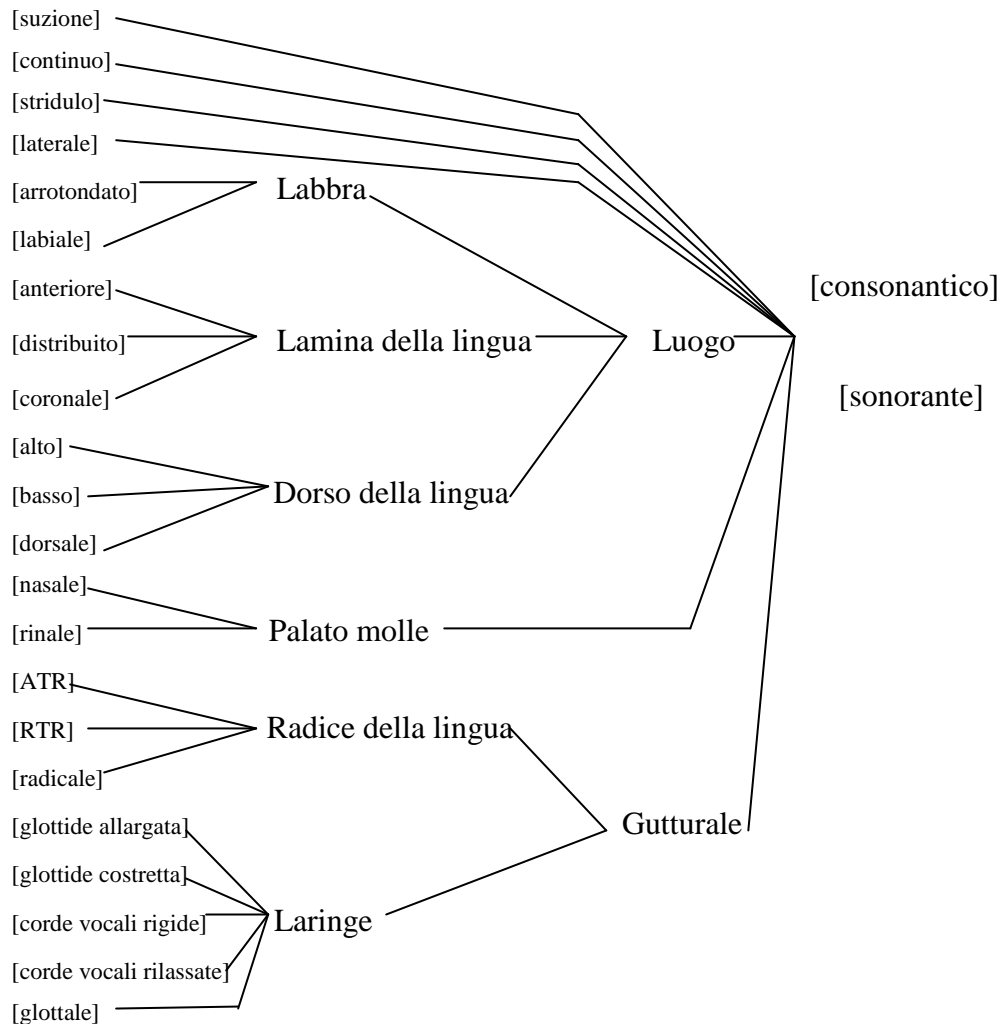 [suzione]
[continuo]
[stridulo]
[laterale]
[arrotondato]
Labbra
[labiale]
[anteriore]
[consonantico]
[distribuito]
Lamina della lingua
Luogo
[coronale]
[sonorante]
[alto]
[basso]
Dorso della lingua
[dorsale]
[nasale]
[rinale]
Palato molle
[ATR]
[RTR]
Radice della lingua
[radicale]
[glottide allargata]
Gutturale
[glottide costretta]
[corde vocali rigide]
Laringe
[corde vocali rilassate]
[glottale]